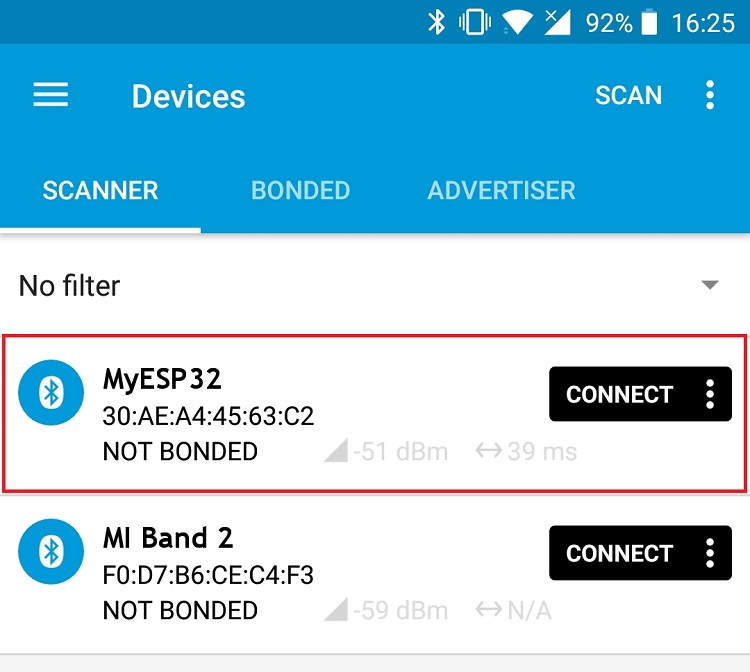 92% 16:25
Devices SCAN
SCANNER BONDED ADVERTISER
No filter
MyESP32
CONNECT
30:AE:A4:45:63:C2
NOT BONDED -51 dBm 39 ms
MI Band 2
CONNECT
F0:D7:B6:CE:C4:F3
NOT BONDED -59 dBm N/A